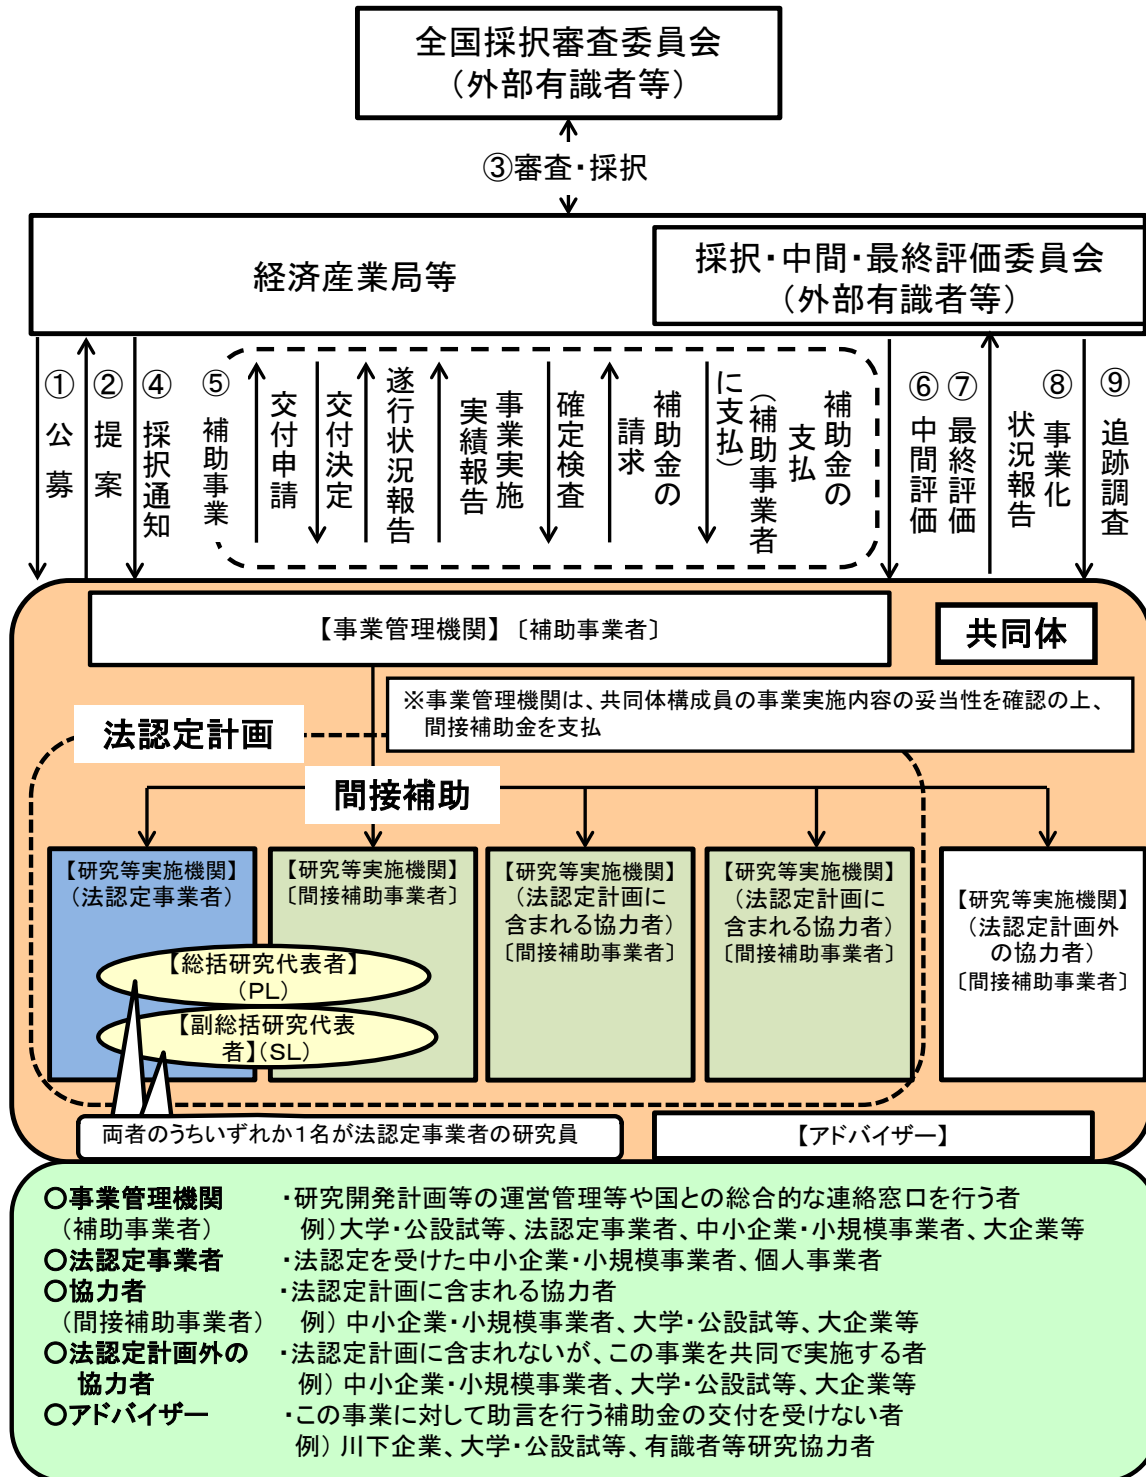 全国採択審査委員会
（外部有識者等）
③審査・採択
経済産業局等
採択・中間・最終評価委員会
（外部有識者等）
①公募
②提案
④採択通知
⑤補助事業
交付申請
交付決定
遂行状況報告
事業実施
実績報告
確定検査
補助金の
請求
補助金の
支払
（補助事業者
に支払）
⑥中間評価
⑦最終評価
⑧事業化
状況報告
⑨追跡調査
【事業管理機関】〔補助事業者〕
共同体
※事業管理機関は、共同体構成員の事業実施内容の妥当性を確認の上、
間接補助金を支払
法認定計画
間接補助
【研究等実施機関】
（法認定事業者）
【研究等実施機関】
〔間接補助事業者〕
【研究等実施機関】
（法認定計画に
含まれる協力者）
〔間接補助事業者〕
【研究等実施機関】
（法認定計画に
含まれる協力者）
〔間接補助事業者〕
【研究等実施機関】
（法認定計画外
の協力者）
〔間接補助事業者〕
【総括研究代表者】
（PL）
【副総括研究代表
者】（SL）
両者のうちいずれか１名が法認定事業者の研究員
【アドバイザー】
○事業管理機関　・研究開発計画等の運営管理等や国との総合的な連絡窓口を行う者
（補助事業者）　例）大学・公設試等、法認定事業者、中小企業・小規模事業者、大企業等
○法認定事業者　・法認定を受けた中小企業・小規模事業者、個人事業者
○協力者　・法認定計画に含まれる協力者
（間接補助事業者）　例）中小企業・小規模事業者、大学・公設試等、大企業等
○法認定計画外の　・法認定計画に含まれないが、この事業を共同で実施する者
協力者　例）中小企業・小規模事業者、大学・公設試等、大企業等
○アドバイザー　・この事業に対して助言を行う補助金の交付を受けない者
例）川下企業、大学・公設試等、有識者等研究協力者